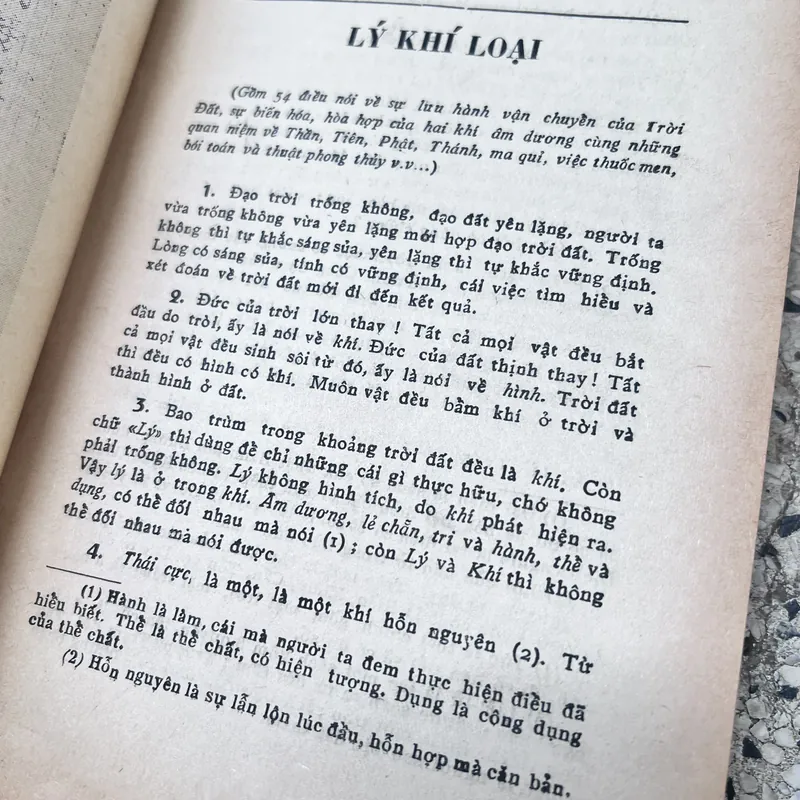 LÝ KHÍ LOẠI
(Gồm 54 điều nói về sự lưu hành vận chuyển của Trời
Đất, sự biến hóa, hòa hợp của hai khí âm dương cùng những
quan niệm về Thần, Tiên, Phật, Thánh, ma quỉ, việc thuốc men,
bói toán và thuật phong thủy v.v...)
1. Đạo trời trống không, đạo đất yên lặng, người ta
vừa trống không vừa yên lặng mới hợp đạo trời đất. Trống
không thì tự khắc sáng sủa, yên lặng thì tự khắc vững định.
Lòng có sáng sủa, tính có vững định, cái việc tìm hiểu và
xét đoán về trời đất mới đi đến kết quả.
2. Đức của trời lớn thay ! Tất cả mọi vật đều bắt
đầu do trời, ấy là nói về khí. Đức của đất thịnh thay ! Tất
cả mọi vật đều sinh sôi từ đó, ấy là nói về hình. Trời đất
thì đều có hình có khí. Muôn vật đều bẩm khí ở trời và
thành hình ở đất.
3. Bao trùm trong khoảng trời đất đều là khí. Còn
chữ «Lý» thì dùng để chỉ những cái gì thực hữu, chớ không
phải trống không. Lý không hình tích, do khí phát hiện ra.
Vậy lý là ở trong khí. Âm dương, lẻ chẵn, tri và hành, thể và
dụng, có thể đối nhau mà nói (1) ; còn Lý và Khí thì không
thể đối nhau mà nói được.
4. Thái cực, là một, là một khí hỗn nguyên (2). Từ
(1) Hành là làm, cái mà người ta đem thực hiện điều đã
hiểu biết. Thể là thể chất, có hiện tượng. Dụng là công dụng
của thể chất.
(2) Hỗn nguyên là sự lẫn lộn lúc đầu, hỗn hợp mà căn bản.